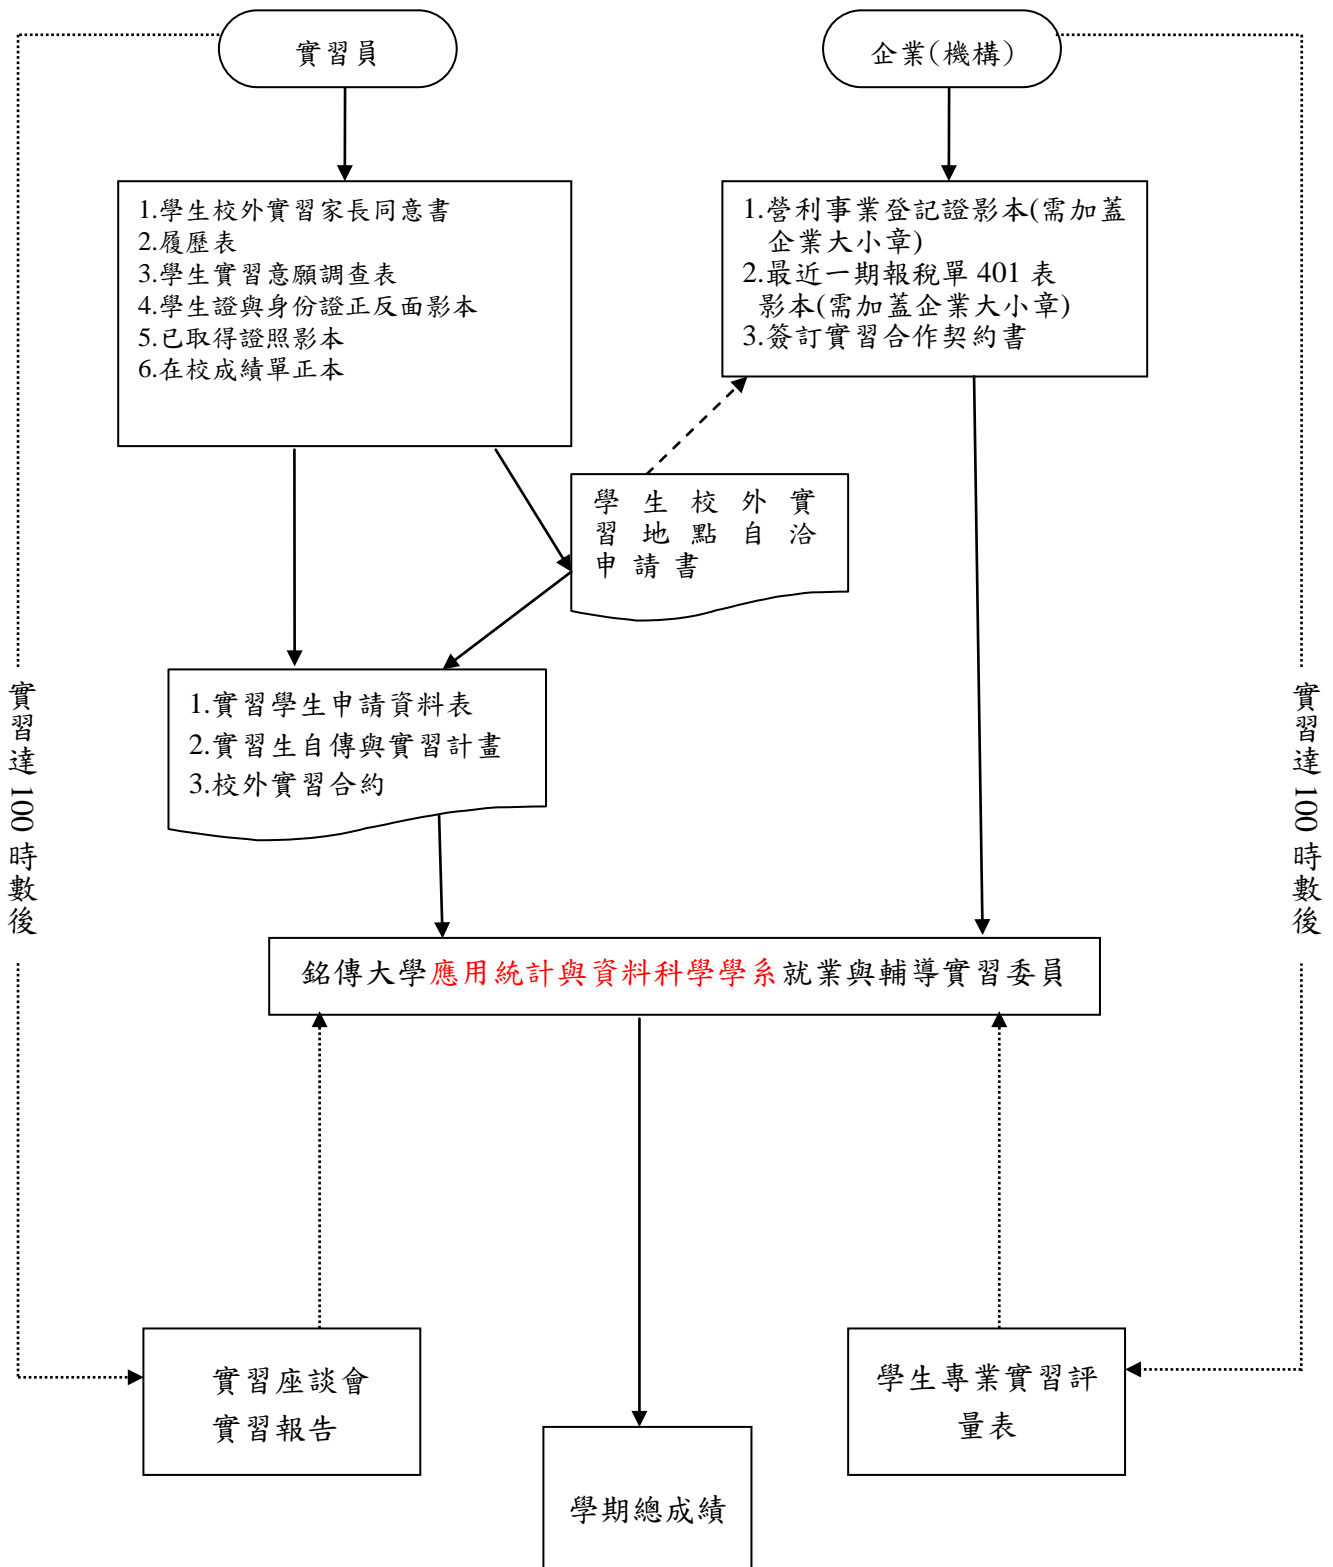 實習員
企業(機構)
1.學生校外實習家長同意書
2.履歷表
3.學生實習意願調查表
4.學生證與身份證正反面影本
5.已取得證照影本
6.在校成績單正本
1.營利事業登記證影本(需加蓋
企業大小章)
2.最近一期報稅單 401 表
影本(需加蓋企業大小章)
3.簽訂實習合作契約書
學生校外實
習地點自洽
申請書
1.實習學生申請資料表
2.實習生自傳與實習計畫
3.校外實習合約
實習達 100 時數後
實習達 100 時數後
銘傳大學應用統計與資料科學學系就業與輔導實習委員
實習座談會
實習報告
學生專業實習評
量表
學期總成績